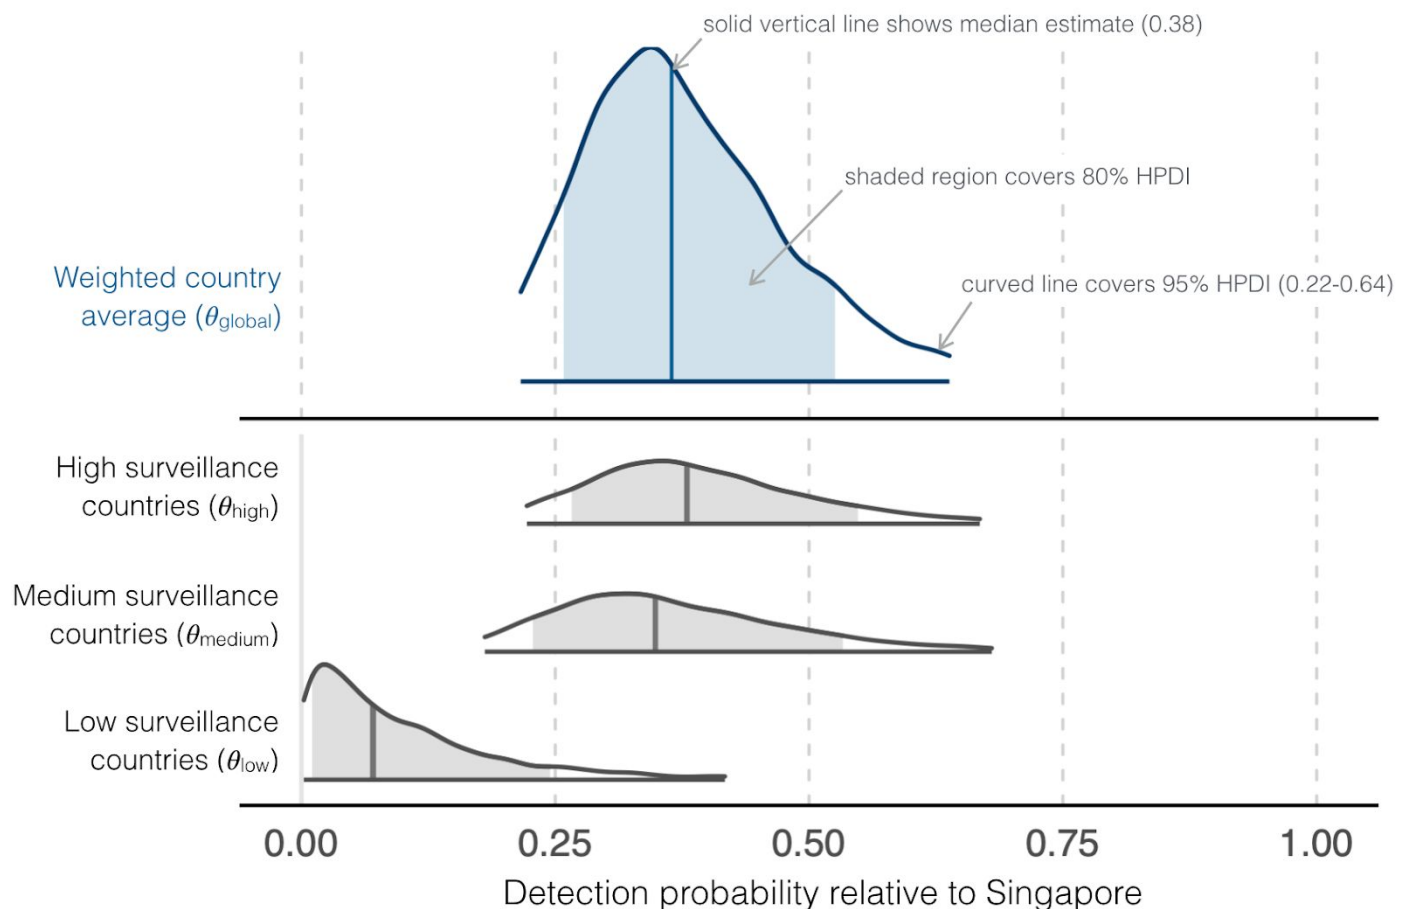 solid vertical line shows median estimate (0.38)
shaded region covers 80% HPDI
Weighted country
average (θglobal)
curved line covers 95% HPDI (0.22-0.64)
High surveillance
countries (θhigh)
Medium surveillance
countries (θmedium)
Low surveillance
countries (θlow)
0.00 0.25 0.50 0.75 1.00
Detection probability relative to Singapore